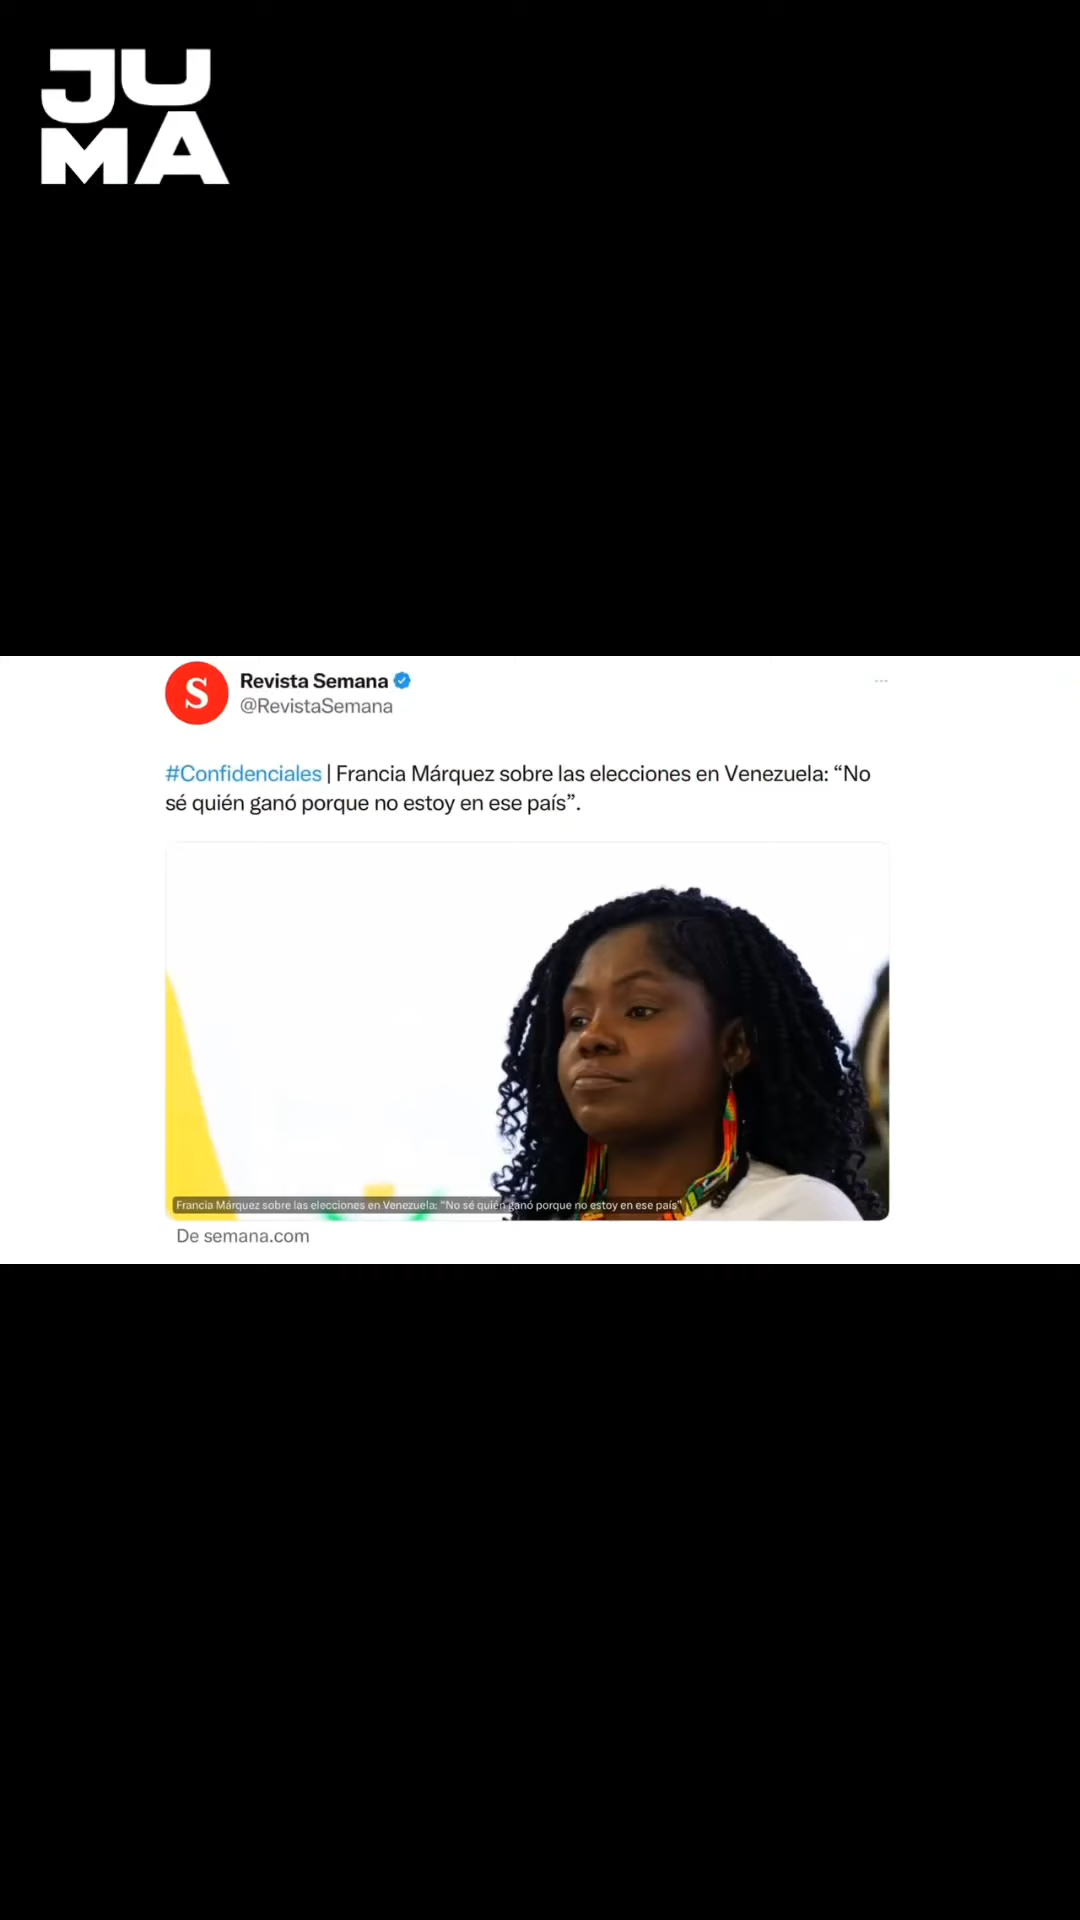 JU
MA
S
Revista Semana
@RevistaSemana
#Confidenciales | Francia Márquez sobre las elecciones en Venezuela: “No
sé quién ganó porque no estoy en ese país”.
Francia Márquez sobre las elecciones en Venezuela: “No sé quién ganó porque no estoy en ese país”
De semana.com